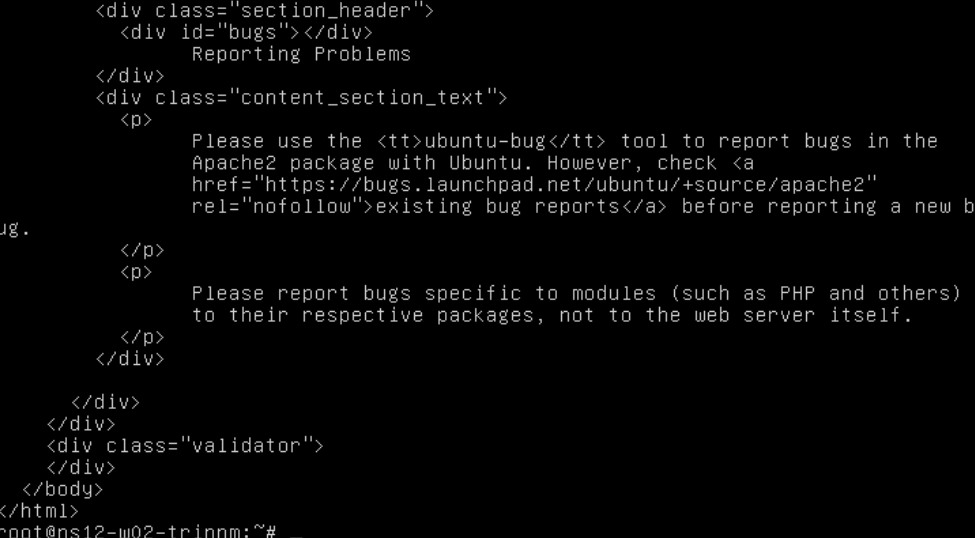 <div class="section_header">
<div id="bugs"></div>
Reporting Problems
</div>
<div class="content_section_text">
<p>
Please use the <tt>ubuntu-bug</tt> tool to report bugs in the
Apache2 package with Ubuntu. However, check <a
href="https://bugs.launchpad.net/ubuntu/+source/apache2"
rel="nofollow">existing bug reports</a> before reporting a new b
ug.
</p>
<p>
Please report bugs specific to modules (such as PHP and others)
to their respective packages, not to the web server itself.
</p>
</div>
</div>
</div>
<div class="validator">
</div>
</body>
</html>
root@ns12-w02-trinnm:~# _